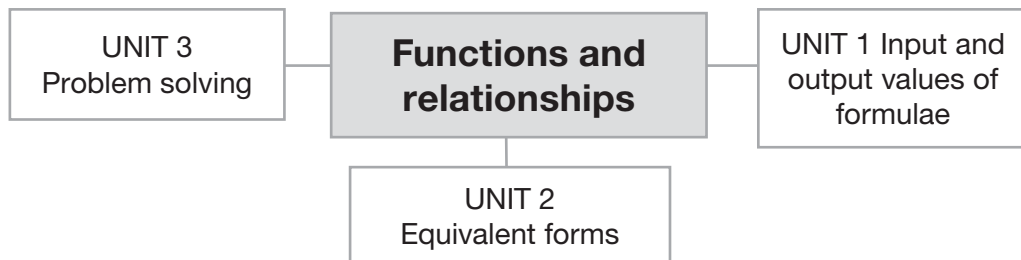 UNIT 3
Problem solving
Functions and
relationships
UNIT 1 Input and
output values of
formulae
UNIT 2
Equivalent forms